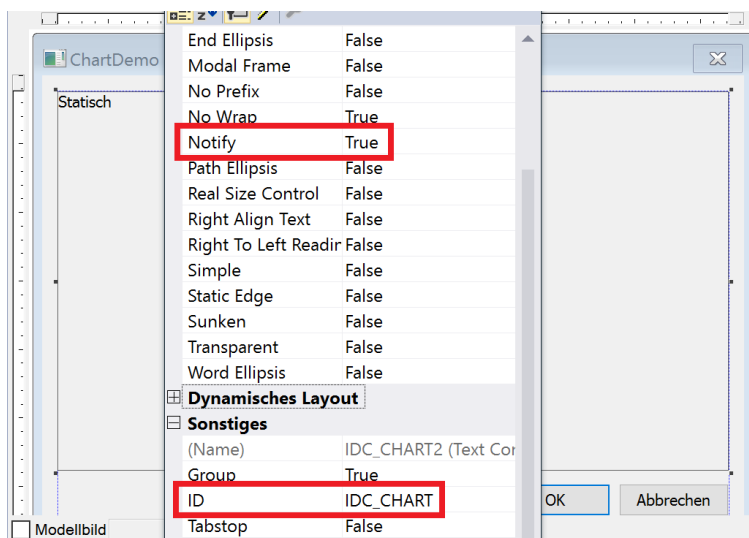 ChartDemo
Statisch
End Ellipsis False
Modal Frame False
No Prefix False
No Wrap True
Notify True
Path Ellipsis False
Real Size Control False
Right Align Text False
Right To Left Readir False
Simple False
Static Edge False
Sunken False
Transparent False
Word Ellipsis False
Dynamisches Layout
Sonstiges
(Name) IDC_CHART2 (Text Cor
Group True
ID IDC_CHART
Tabstop False
OK Abbrechen
Modellbild